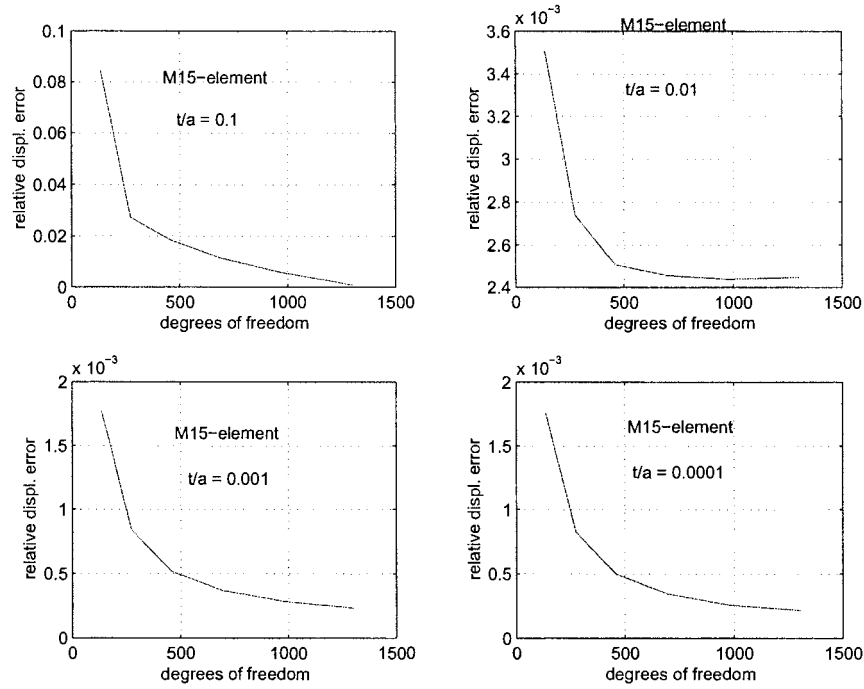 0.1
0.08
0.06
0.04
0.02
0
relative displ. error
M15-element
t/a = 0.1
0 500 1000 1500
degrees of freedom
x 10⁻³
3.6
3.4
3.2
3
2.8
2.6
2.4
relative displ. error
M15-element
t/a = 0.01
0 500 1000 1500
degrees of freedom
x 10⁻³
2
1.5
1
0.5
0
relative displ. error
M15-element
t/a = 0.001
0 500 1000 1500
degrees of freedom
x 10⁻³
2
1.5
1
0.5
0
relative displ. error
M15-element
t/a = 0.0001
0 500 1000 1500
degrees of freedom